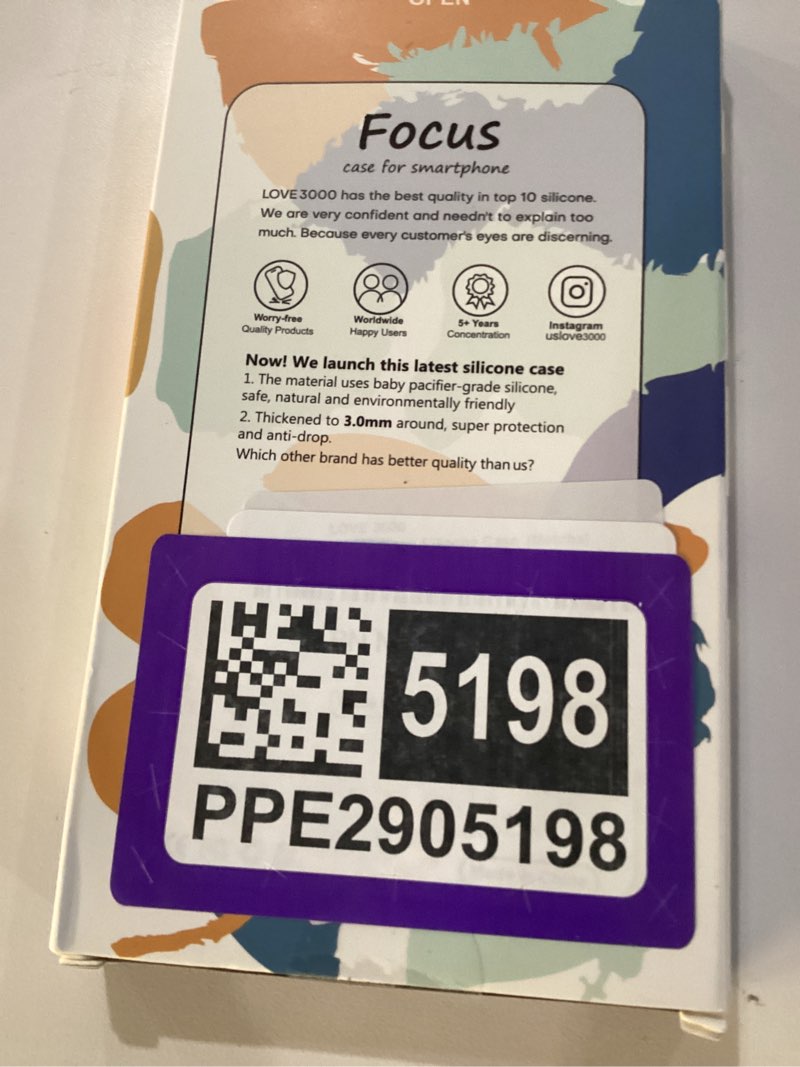 OPEN
Focus
case for smartphone
LOVE3000 has the best quality in top 10 silicone.
We are very confident and needn't to explain too
much. Because every customer's eyes are discerning.
Worry-free
Quality Products
Worldwide
Happy Users
5+ Years
Concentration
Instagram
uslove3000
Now! We launch this latest silicone case
1. The material uses baby pacifier-grade silicone,
safe, natural and environmentally friendly
2. Thickened to 3.0mm around, super protection
and anti-drop.
Which other brand has better quality than us?
5198
PPE2905198